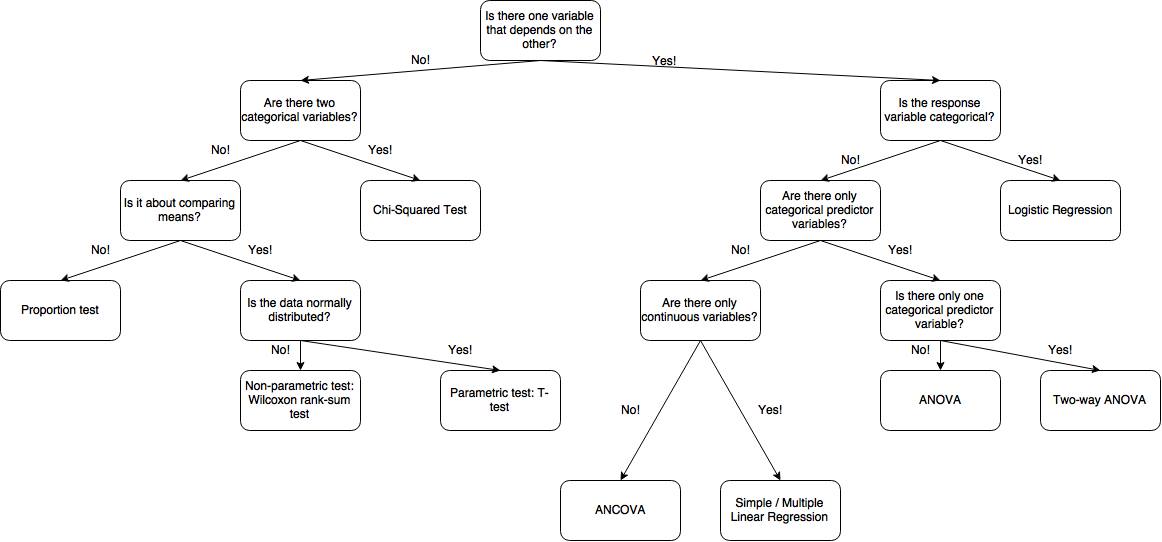 Is there one variable
that depends on the
other?
No!
Yes!
Are there two
categorical variables?
Is the response
variable categorical?
No!
Yes!
No!
Yes!
Is it about comparing
means?
Chi-Squared Test
Are there only
categorical predictor
variables?
Logistic Regression
No!
Yes!
No!
Yes!
Proportion test
Is the data normally
distributed?
Are there only
continuous variables?
Is there only one
categorical predictor
variable?
No!
Yes!
No!
Yes!
Non-parametric test:
Wilcoxon rank-sum
test
Parametric test: T-
test
ANOVA
Two-way ANOVA
No!
Yes!
ANCOVA
Simple / Multiple
Linear Regression